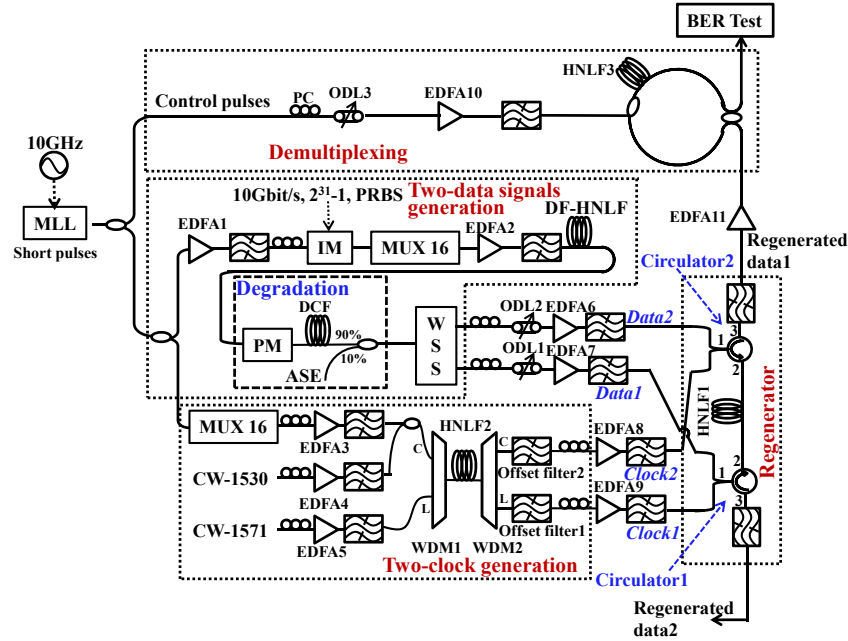 BER Test
HNLF3
Control pulses
PC
ODL3
EDFA10
Demultiplexing
10GHz
MLL
Short pulses
10Gbit/s, 2³¹-1, PRBS
Two-data signals
generation
EDFA1
IM
MUX 16
EDFA2
DF-HNLF
EDFA11
Regenerated
data1
Circulator2
Degradation
DCF
PM
90%
10%
ASE
W
S
S
ODL2
EDFA6
Data2
ODL1
EDFA7
Data1
3
1
2
HNLF1
Regenerator
MUX 16
EDFA3
CW-1530
EDFA4
CW-1571
EDFA5
C
L
HNLF2
WDM1
WDM2
C
Offset filter2
L
Offset filter1
EDFA8
Clock2
EDFA9
Clock1
2
1
3
Two-clock generation
Circulator1
Regenerated
data2